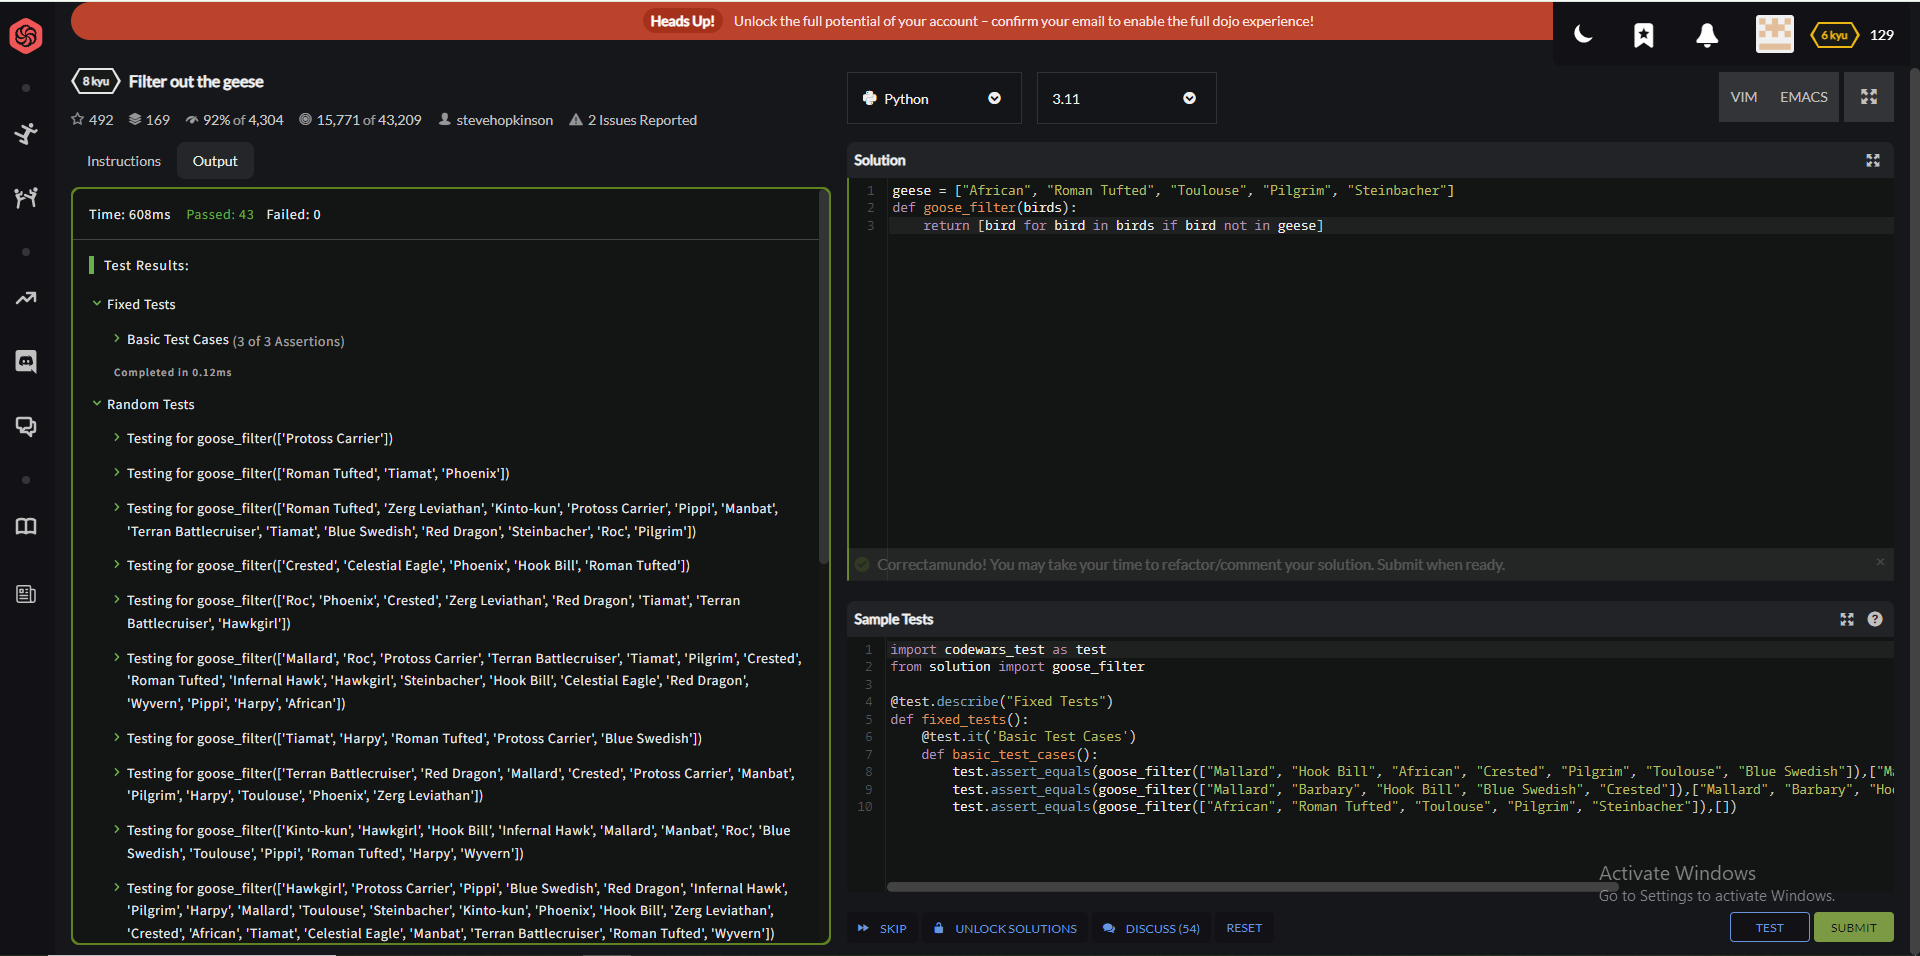 Heads Up! Unlock the full potential of your account – confirm your email to enable the full dojo experience!
6 kyu 129
8 kyu Filter out the geese
492 169 92% of 4,304 15,771 of 43,209 stevehopkinson 2 Issues Reported
Instructions Output
Time: 608ms Passed: 43 Failed: 0
Test Results:
Fixed Tests
Basic Test Cases (3 of 3 Assertions)
Completed in 0.12ms
Random Tests
Testing for goose_filter(['Protoss Carrier'])
Testing for goose_filter(['Roman Tufted', 'Tiamat', 'Phoenix'])
Testing for goose_filter(['Roman Tufted', 'Zerg Leviathan', 'Kinto-kun', 'Protoss Carrier', 'Pippi', 'Manbat',
'Terran Battlecruiser', 'Tiamat', 'Blue Swedish', 'Red Dragon', 'Steinbacher', 'Roc', 'Pilgrim'])
Testing for goose_filter(['Crested', 'Celestial Eagle', 'Phoenix', 'Hook Bill', 'Roman Tufted'])
Testing for goose_filter(['Roc', 'Phoenix', 'Crested', 'Zerg Leviathan', 'Red Dragon', 'Tiamat', 'Terran
Battlecruiser', 'Hawkgirl'])
Testing for goose_filter(['Mallard', 'Roc', 'Protoss Carrier', 'Terran Battlecruiser', 'Tiamat', 'Pilgrim', 'Crested',
'Roman Tufted', 'Infernal Hawk', 'Hawkgirl', 'Steinbacher', 'Hook Bill', 'Celestial Eagle', 'Red Dragon',
'Wyvern', 'Pippi', 'Harpy', 'African'])
Testing for goose_filter(['Tiamat', 'Harpy', 'Roman Tufted', 'Protoss Carrier', 'Blue Swedish'])
Testing for goose_filter(['Terran Battlecruiser', 'Red Dragon', 'Mallard', 'Crested', 'Protoss Carrier', 'Manbat',
'Pilgrim', 'Harpy', 'Toulouse', 'Phoenix', 'Zerg Leviathan'])
Testing for goose_filter(['Kinto-kun', 'Hawkgirl', 'Hook Bill', 'Infernal Hawk', 'Mallard', 'Manbat', 'Roc', 'Blue
Swedish', 'Toulouse', 'Pippi', 'Roman Tufted', 'Harpy', 'Wyvern'])
Testing for goose_filter(['Hawkgirl', 'Protoss Carrier', 'Pippi', 'Blue Swedish', 'Red Dragon', 'Infernal Hawk',
'Pilgrim', 'Harpy', 'Mallard', 'Toulouse', 'Steinbacher', 'Kinto-kun', 'Phoenix', 'Hook Bill', 'Zerg Leviathan',
'Crested', 'African', 'Tiamat', 'Celestial Eagle', 'Manbat', 'Terran Battlecruiser', 'Roman Tufted', 'Wyvern'])
Python 3.11 VIM EMACS
Solution
1 geese = ["African", "Roman Tufted", "Toulouse", "Pilgrim", "Steinbacher"]
2 def goose_filter(birds):
3 return [bird for bird in birds if bird not in geese]
Correctamundo! You may take your time to refactor/comment your solution. Submit when ready.
Sample Tests
1 import codewars_test as test
2 from solution import goose_filter
3
4 @test.describe("Fixed Tests")
5 def fixed_tests():
6 @test.it('Basic Test Cases')
7 def basic_test_cases():
8 test.assert_equals(goose_filter(["Mallard", "Hook Bill", "African", "Crested", "Pilgrim", "Toulouse", "Blue Swedish"]),["Ma
9 test.assert_equals(goose_filter(["Mallard", "Barbary", "Hook Bill", "Blue Swedish", "Crested"]),["Mallard", "Barbary", "Hoo
10 test.assert_equals(goose_filter(["African", "Roman Tufted", "Toulouse", "Pilgrim", "Steinbacher"]),[])
Activate Windows
Go to Settings to activate Windows.
SKIP UNLOCK SOLUTIONS DISCUSS (54) RESET TEST SUBMIT